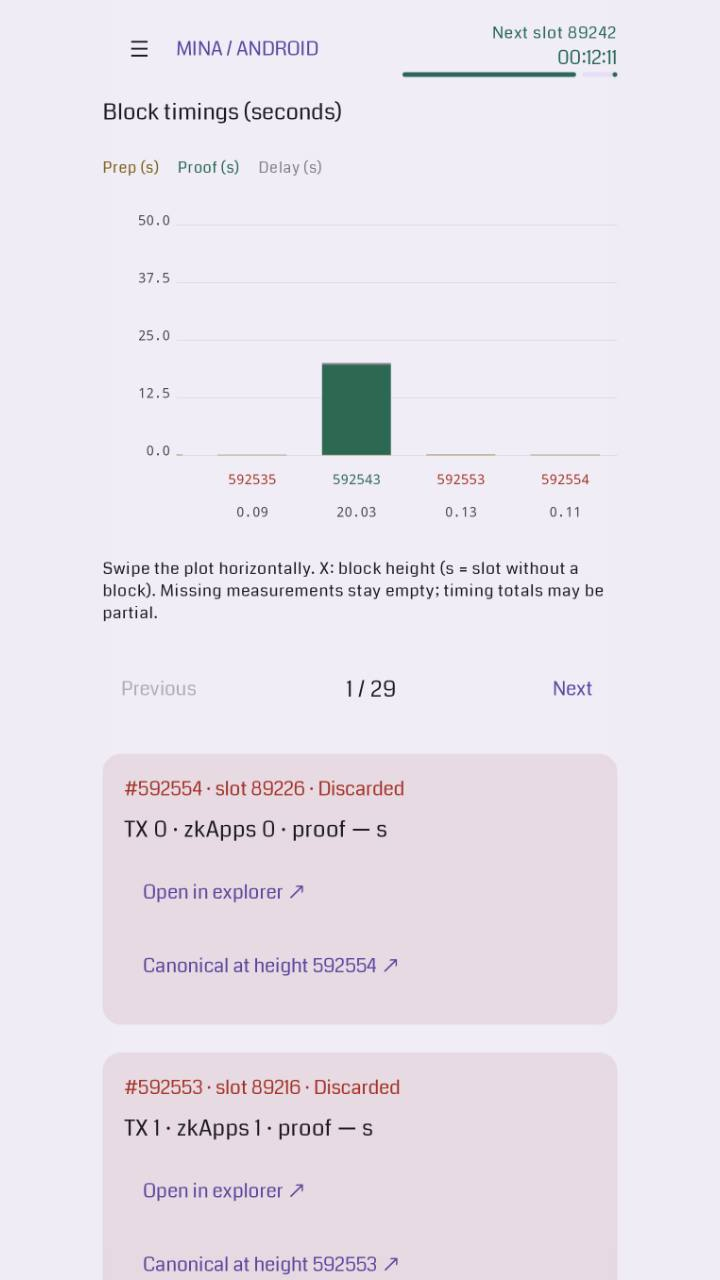 ☰ MINA / ANDROID
Next slot 89242
00:12:11
Block timings (seconds)
Prep (s) Proof (s) Delay (s)
50.0
37.5
25.0
12.5
0.0
592535 592543 592553 592554
0.09 20.03 0.13 0.11
Swipe the plot horizontally. X: block height (s = slot without a
block). Missing measurements stay empty; timing totals may be
partial.
Previous 1 / 29 Next
#592554 · slot 89226 · Discarded
TX 0 · zkApps 0 · proof — s
Open in explorer ↗
Canonical at height 592554 ↗
#592553 · slot 89216 · Discarded
TX 1 · zkApps 1 · proof — s
Open in explorer ↗
Canonical at height 592553 ↗